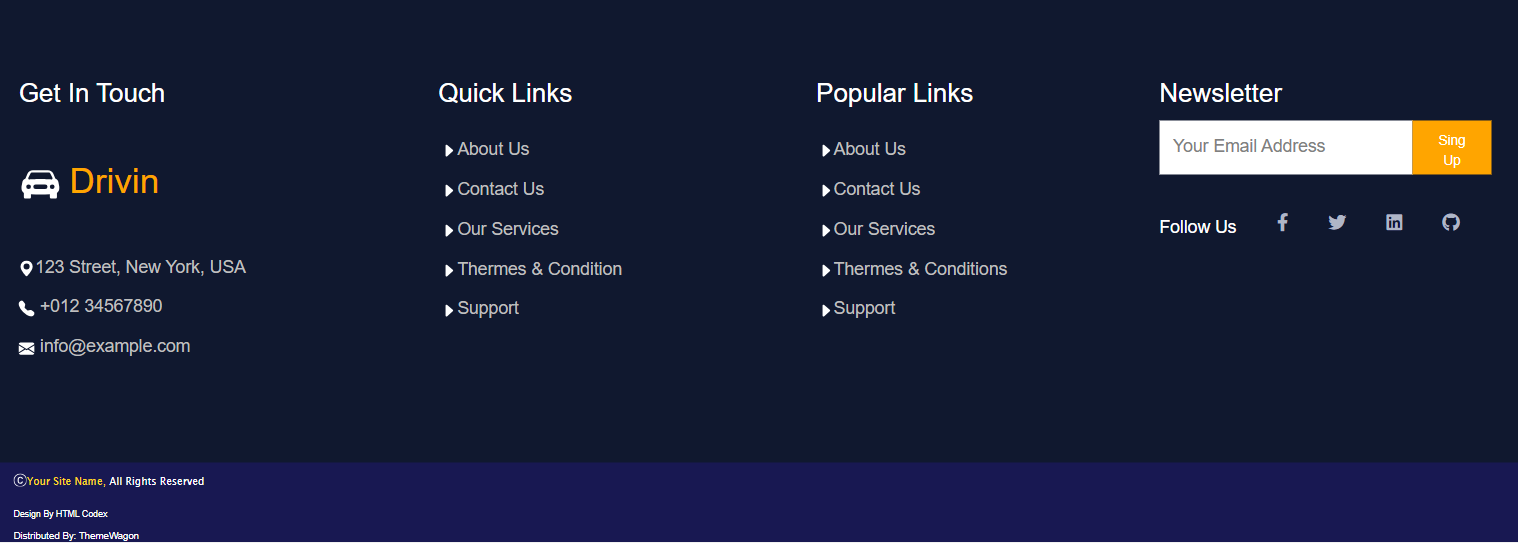 Get In Touch
Drivin
123 Street, New York, USA
+012 34567890
info@example.com
Quick Links
About Us
Contact Us
Our Services
Thermes & Condition
Support
Popular Links
About Us
Contact Us
Our Services
Thermes & Conditions
Support
Newsletter
Your Email Address
Sing
Up
Follow Us
©Your Site Name, All Rights Reserved
Design By HTML Codex
Distributed By: ThemeWagon